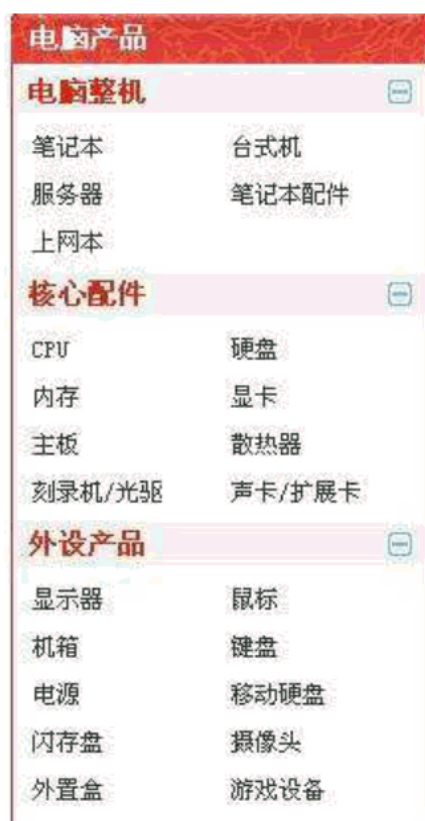 电脑产品
电脑整机
笔记本 台式机
服务器 笔记本配件
上网本
核心配件
CPU 硬盘
内存 显卡
主板 散热器
刻录机/光驱 声卡/扩展卡
外设产品
显示器 鼠标
机箱 键盘
电源 移动硬盘
闪存盘 摄像头
外置盒 游戏设备